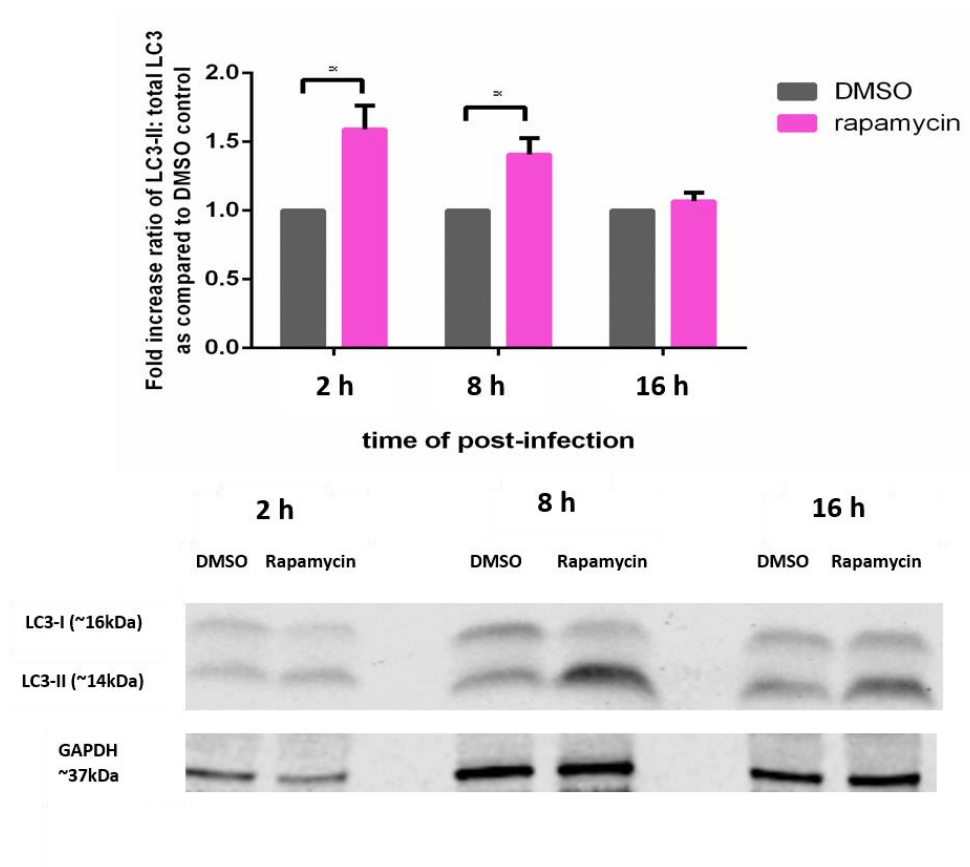 Fold increase ratio of LC3-II: total LC3
as compared to DMSO control
2.0
1.5
1.0
0.5
0.0
DMSO
rapamycin
2 h
8 h
16 h
time of post-infection
2 h
8 h
16 h
DMSO Rapamycin
DMSO Rapamycin
DMSO Rapamycin
LC3-I (~16kDa)
LC3-II (~14kDa)
GAPDH
~37kDa